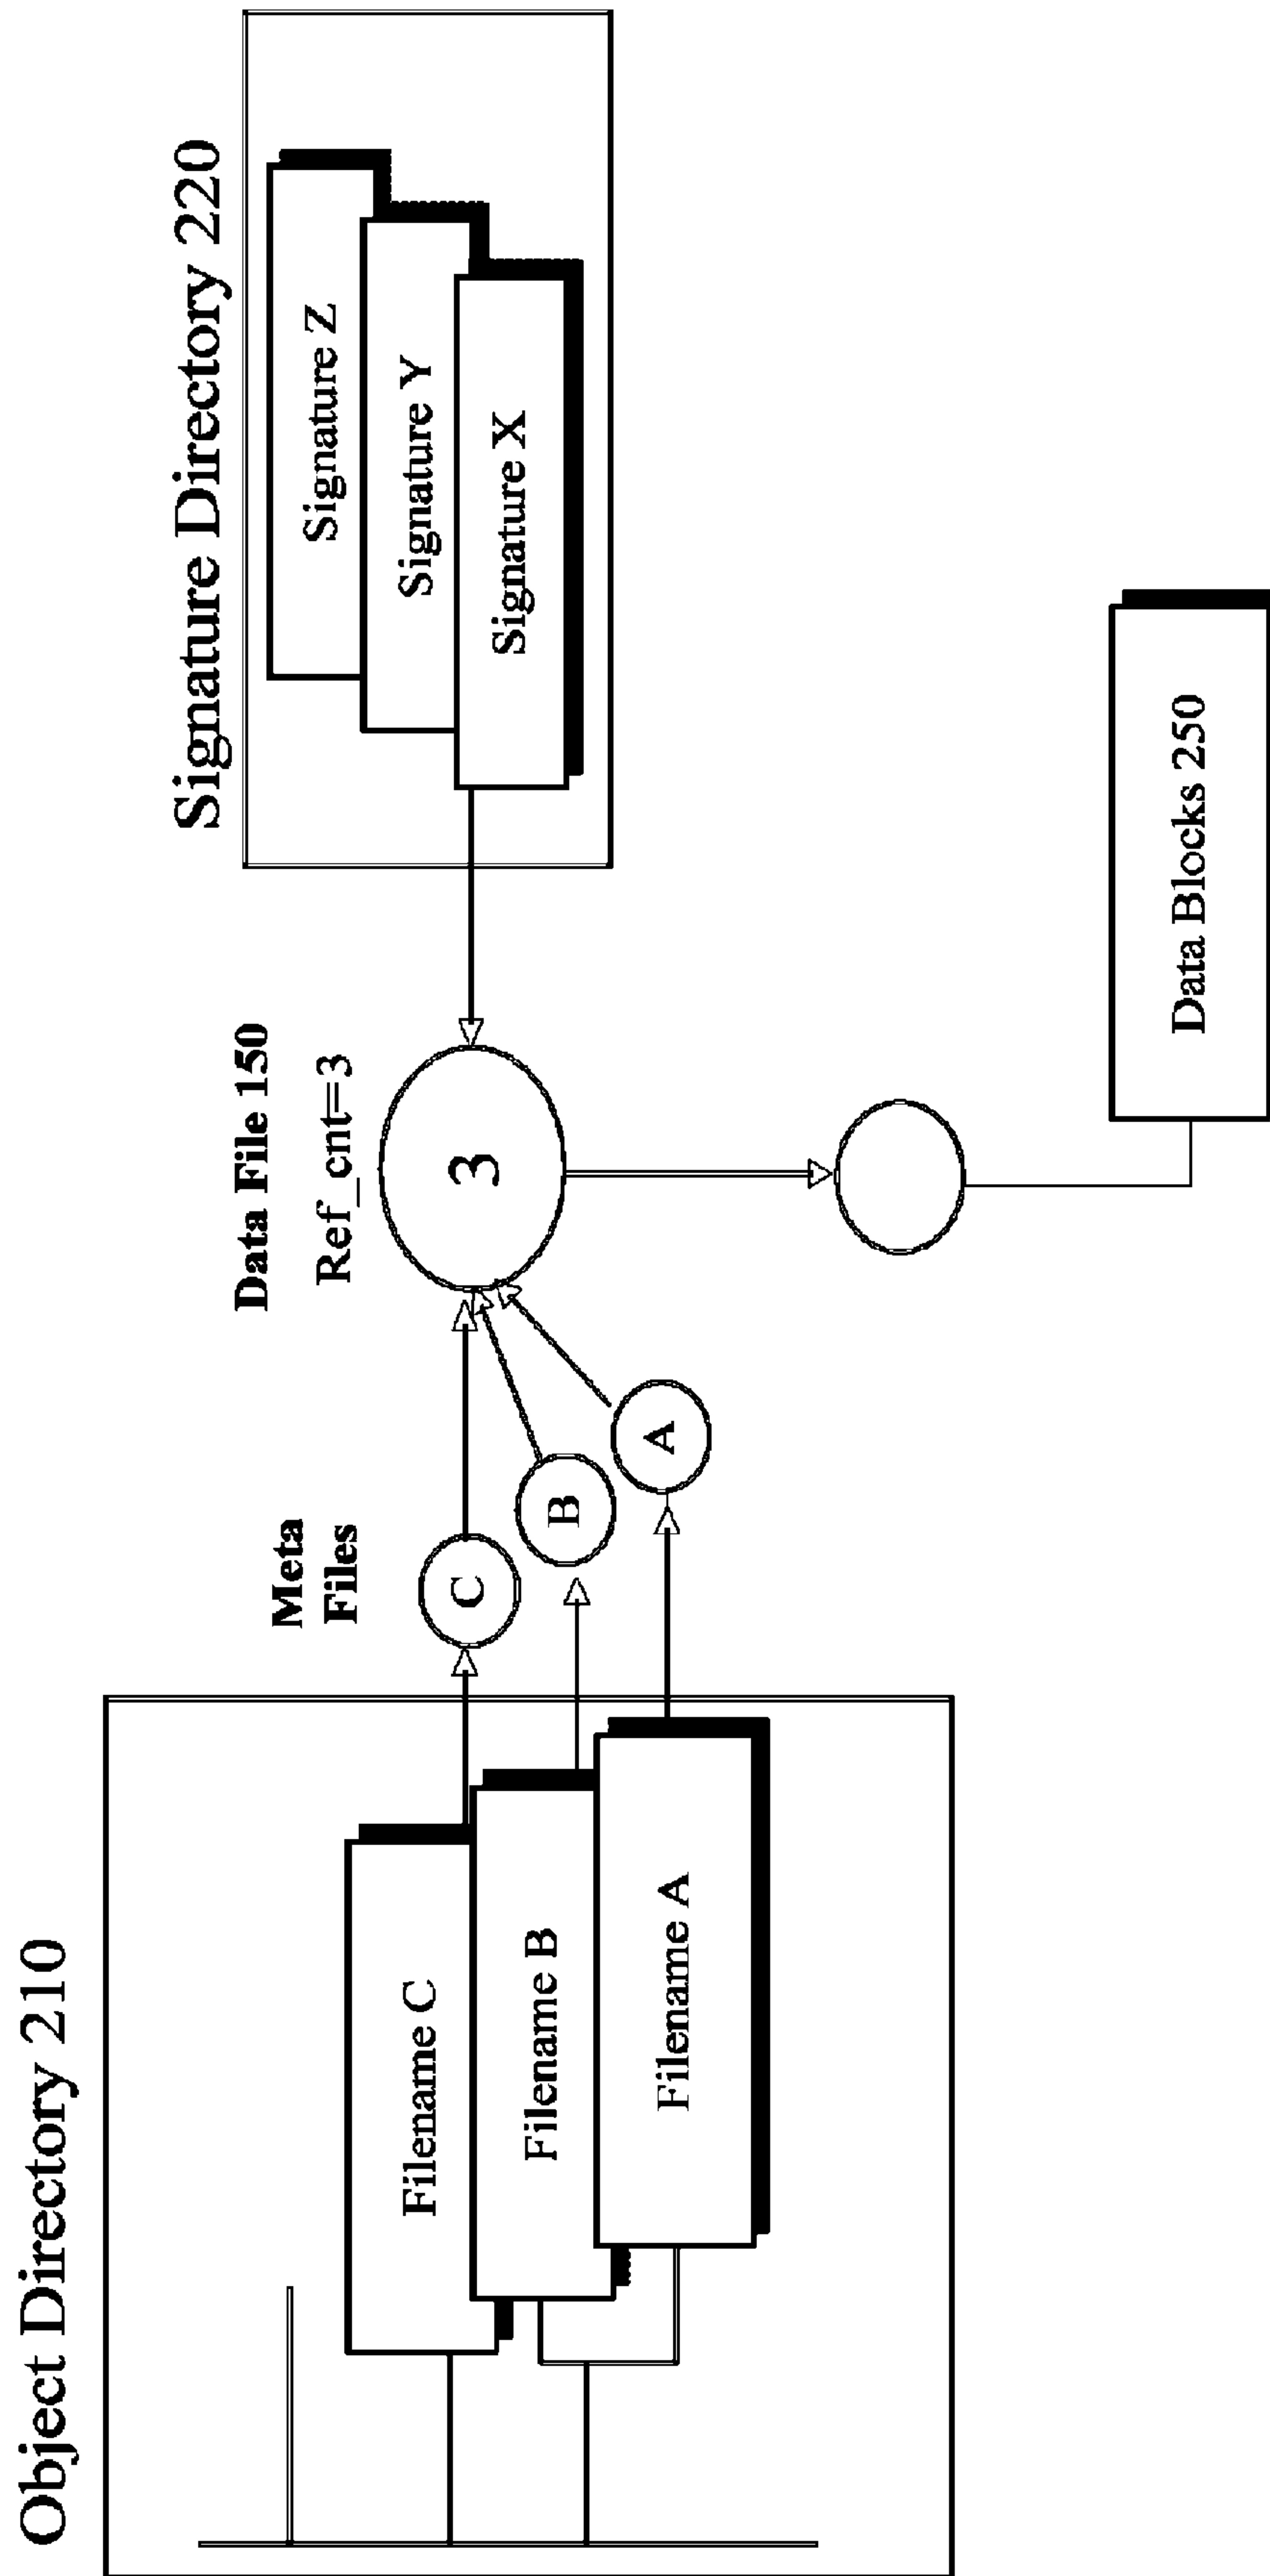 Object Directory 210
Signature Directory 220
Data File 150
Ref_cnt=3
Meta
Files
Filename C
Filename B
Filename A
C
B
A
3
Signature Z
Signature Y
Signature X
Data Blocks 250